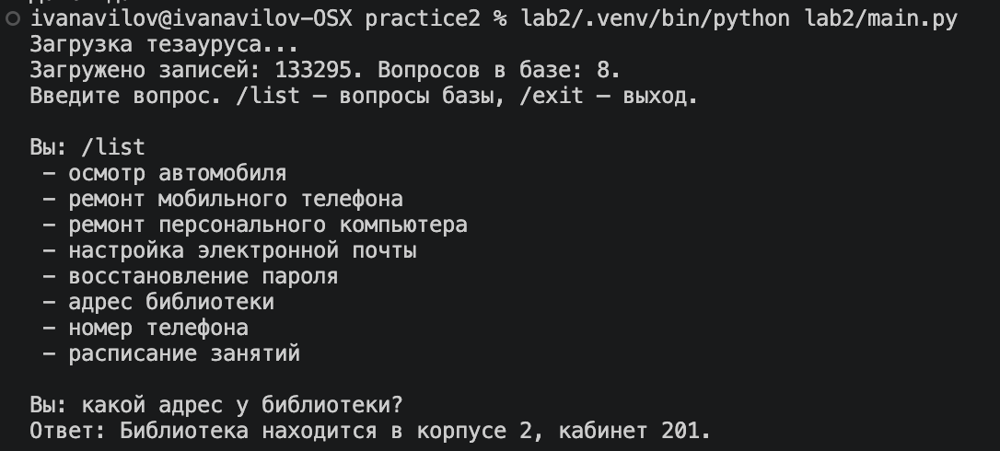 ivanavilov@ivanavilov-OSX practice2 % lab2/.venv/bin/python lab2/main.py
Загрузка тезауруса...
Загружено записей: 133295. Вопросов в базе: 8.
Введите вопрос. /list — вопросы базы, /exit — выход.
Вы: /list
– осмотр автомобиля
– ремонт мобильного телефона
– ремонт персонального компьютера
– настройка электронной почты
– восстановление пароля
– адрес библиотеки
– номер телефона
– расписание занятий
Вы: какой адрес у библиотеки?
Ответ: Библиотека находится в корпусе 2, кабинет 201.